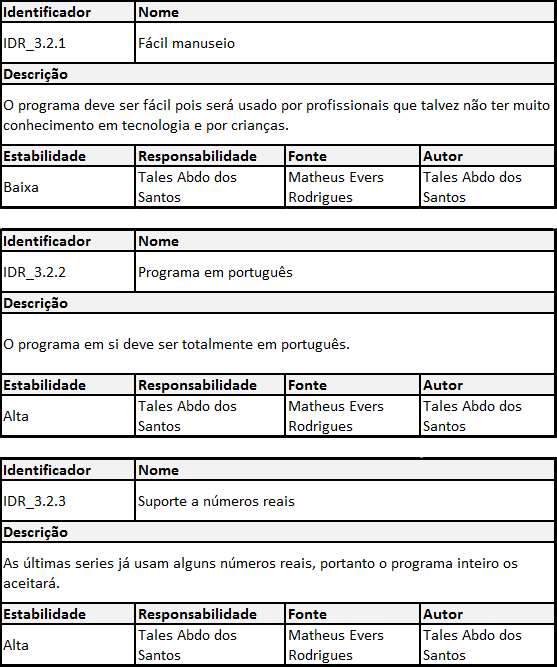 Identificador Nome
IDR_3.2.1 Fácil manuseio
Descrição
O programa deve ser fácil pois será usado por profissionais que talvez não ter muito
conhecimento em tecnologia e por crianças.
Estabilidade Responsabilidade Fonte Autor
Baixa Tales Abdo dos Santos Matheus Evers Rodrigues Tales Abdo dos Santos
Identificador Nome
IDR_3.2.2 Programa em português
Descrição
O programa em si deve ser totalmente em português.
Estabilidade Responsabilidade Fonte Autor
Alta Tales Abdo dos Santos Matheus Evers Rodrigues Tales Abdo dos Santos
Identificador Nome
IDR_3.2.3 Suporte a números reais
Descrição
As últimas series já usam alguns números reais, portanto o programa inteiro os
aceitará.
Estabilidade Responsabilidade Fonte Autor
Alta Tales Abdo dos Santos Matheus Evers Rodrigues Tales Abdo dos Santos